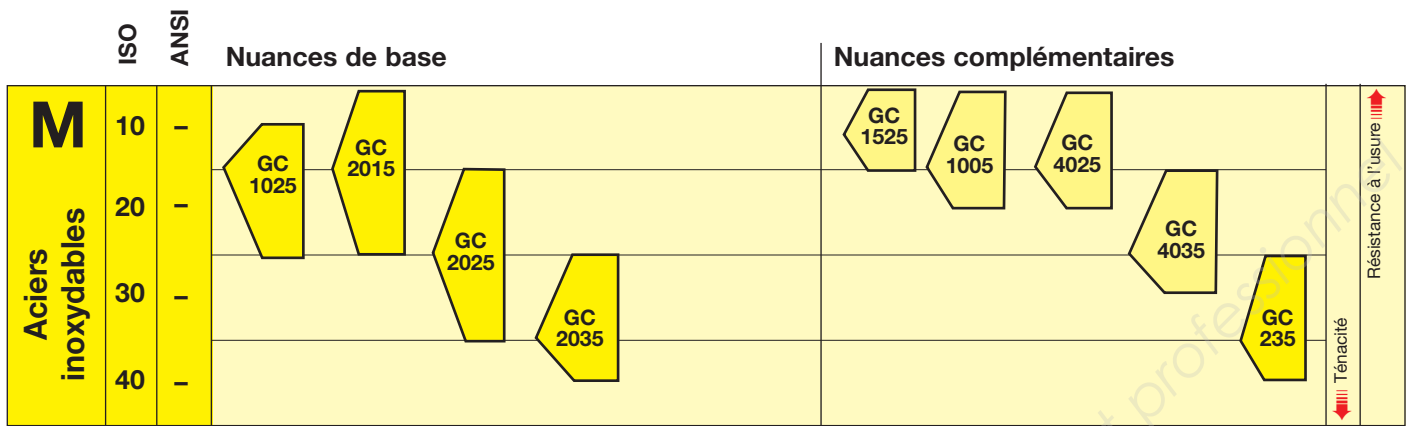 ISO
ANSI
Nuances de base
Nuances complémentaires
M
Aciers
inoxydables
10 –
20 –
30 –
40 –
GC
1025
GC
2015
GC
2025
GC
2035
GC
1525
GC
1005
GC
4025
GC
4035
GC
235
Ténacité
Résistance à l'usure
t professionnel